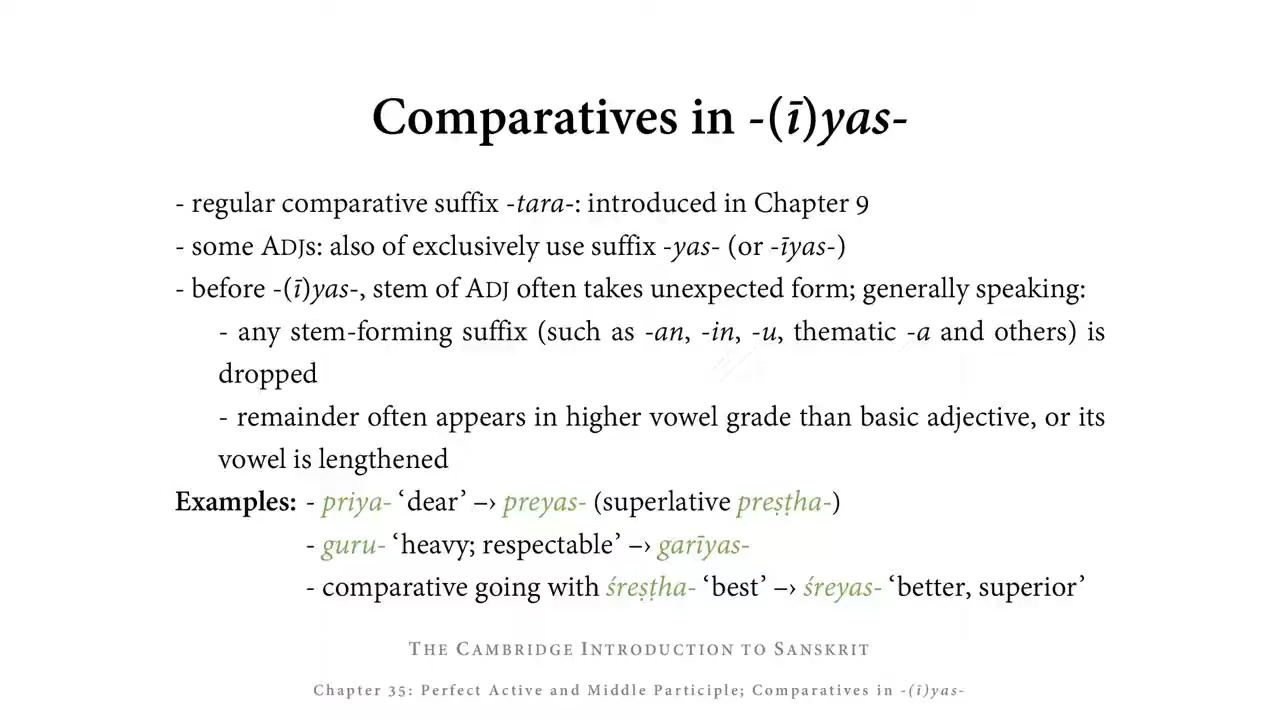 Comparatives in -(ī)yas-
- regular comparative suffix -tara-: introduced in Chapter 9
- some ADJs: also of exclusively use suffix -yas- (or -īyas-)
- before -(ī)yas-, stem of ADJ often takes unexpected form; generally speaking:
- any stem-forming suffix (such as -an, -in, -u, thematic -a and others) is
dropped
- remainder often appears in higher vowel grade than basic adjective, or its
vowel is lengthened
Examples: - priya- ‘dear’ –› preyas- (superlative preṣṭha-)
- guru- ‘heavy; respectable’ –› garīyas-
- comparative going with śreṣṭha- ‘best’ –› śreyas- ‘better, superior’
THE CAMBRIDGE INTRODUCTION TO SANSKRIT
Chapter 35: Perfect Active and Middle Participle; Comparatives in -(ī)yas-